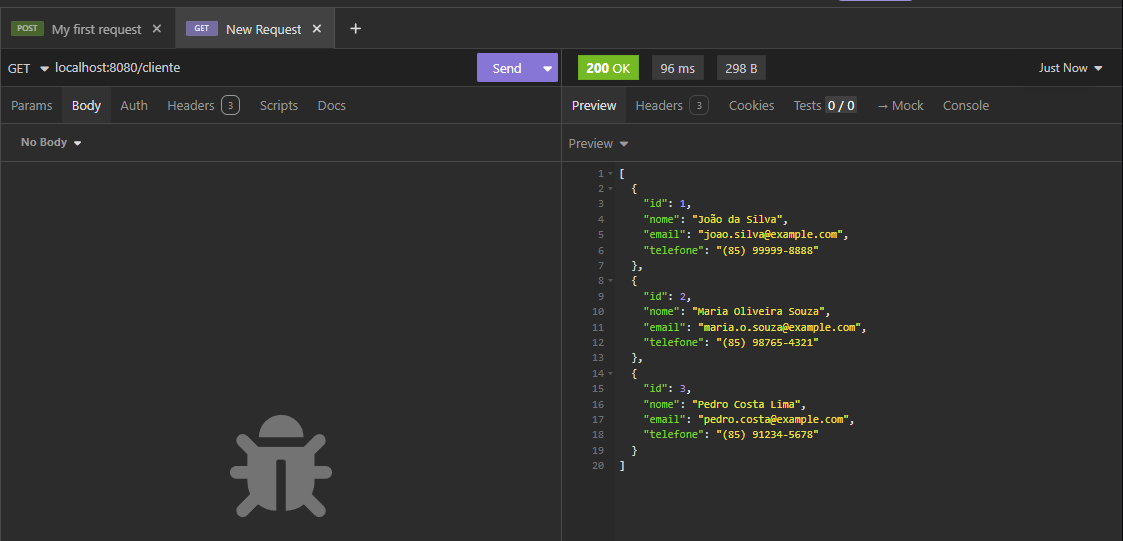 POST My first request × GET New Request × +
GET localhost:8080/cliente Send
200 OK 96 ms 298 B Just Now
Params Body Auth Headers 3 Scripts Docs
Preview Headers 3 Cookies Tests 0 / 0 → Mock Console
No Body
Preview
1 [
2 {
3 "id": 1,
4 "nome": "João da Silva",
5 "email": "joao.silva@example.com",
6 "telefone": "(85) 99999-8888"
7 },
8 {
9 "id": 2,
10 "nome": "Maria Oliveira Souza",
11 "email": "maria.o.souza@example.com",
12 "telefone": "(85) 98765-4321"
13 },
14 {
15 "id": 3,
16 "nome": "Pedro Costa Lima",
17 "email": "pedro.costa@example.com",
18 "telefone": "(85) 91234-5678"
19 }
20 ]